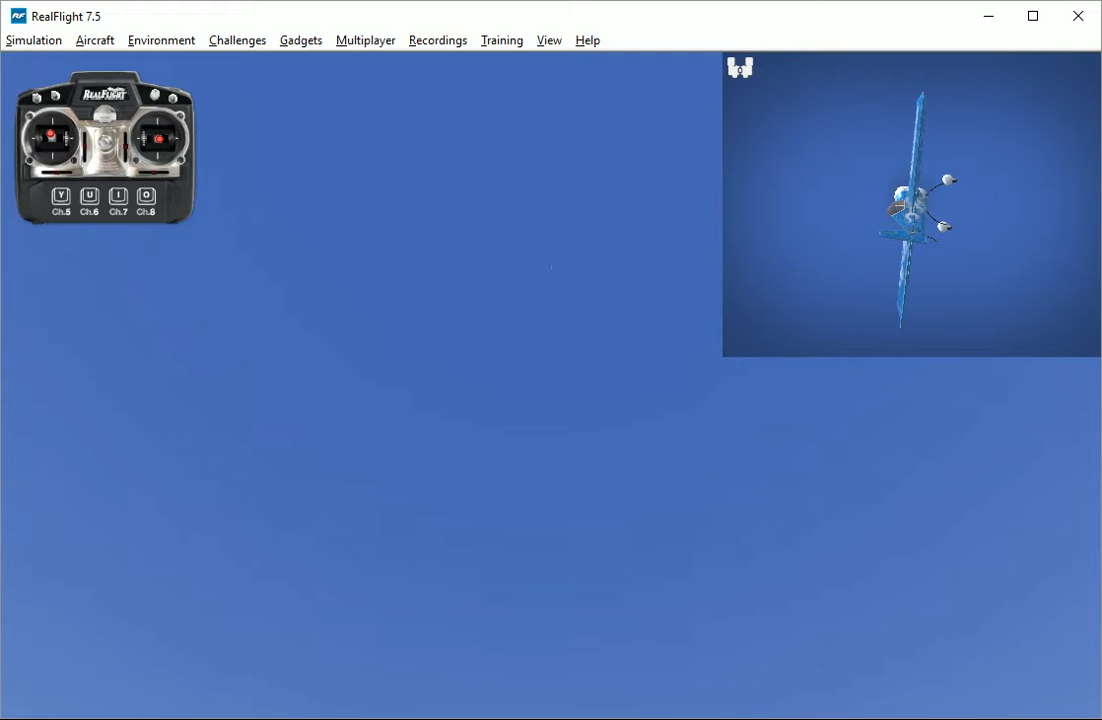 RF RealFlight 7.5
Simulation Aircraft Environment Challenges Gadgets Multiplayer Recordings Training View Help
REALFLIGHT
Y U I O
Ch.5 Ch.6 Ch.7 Ch.8